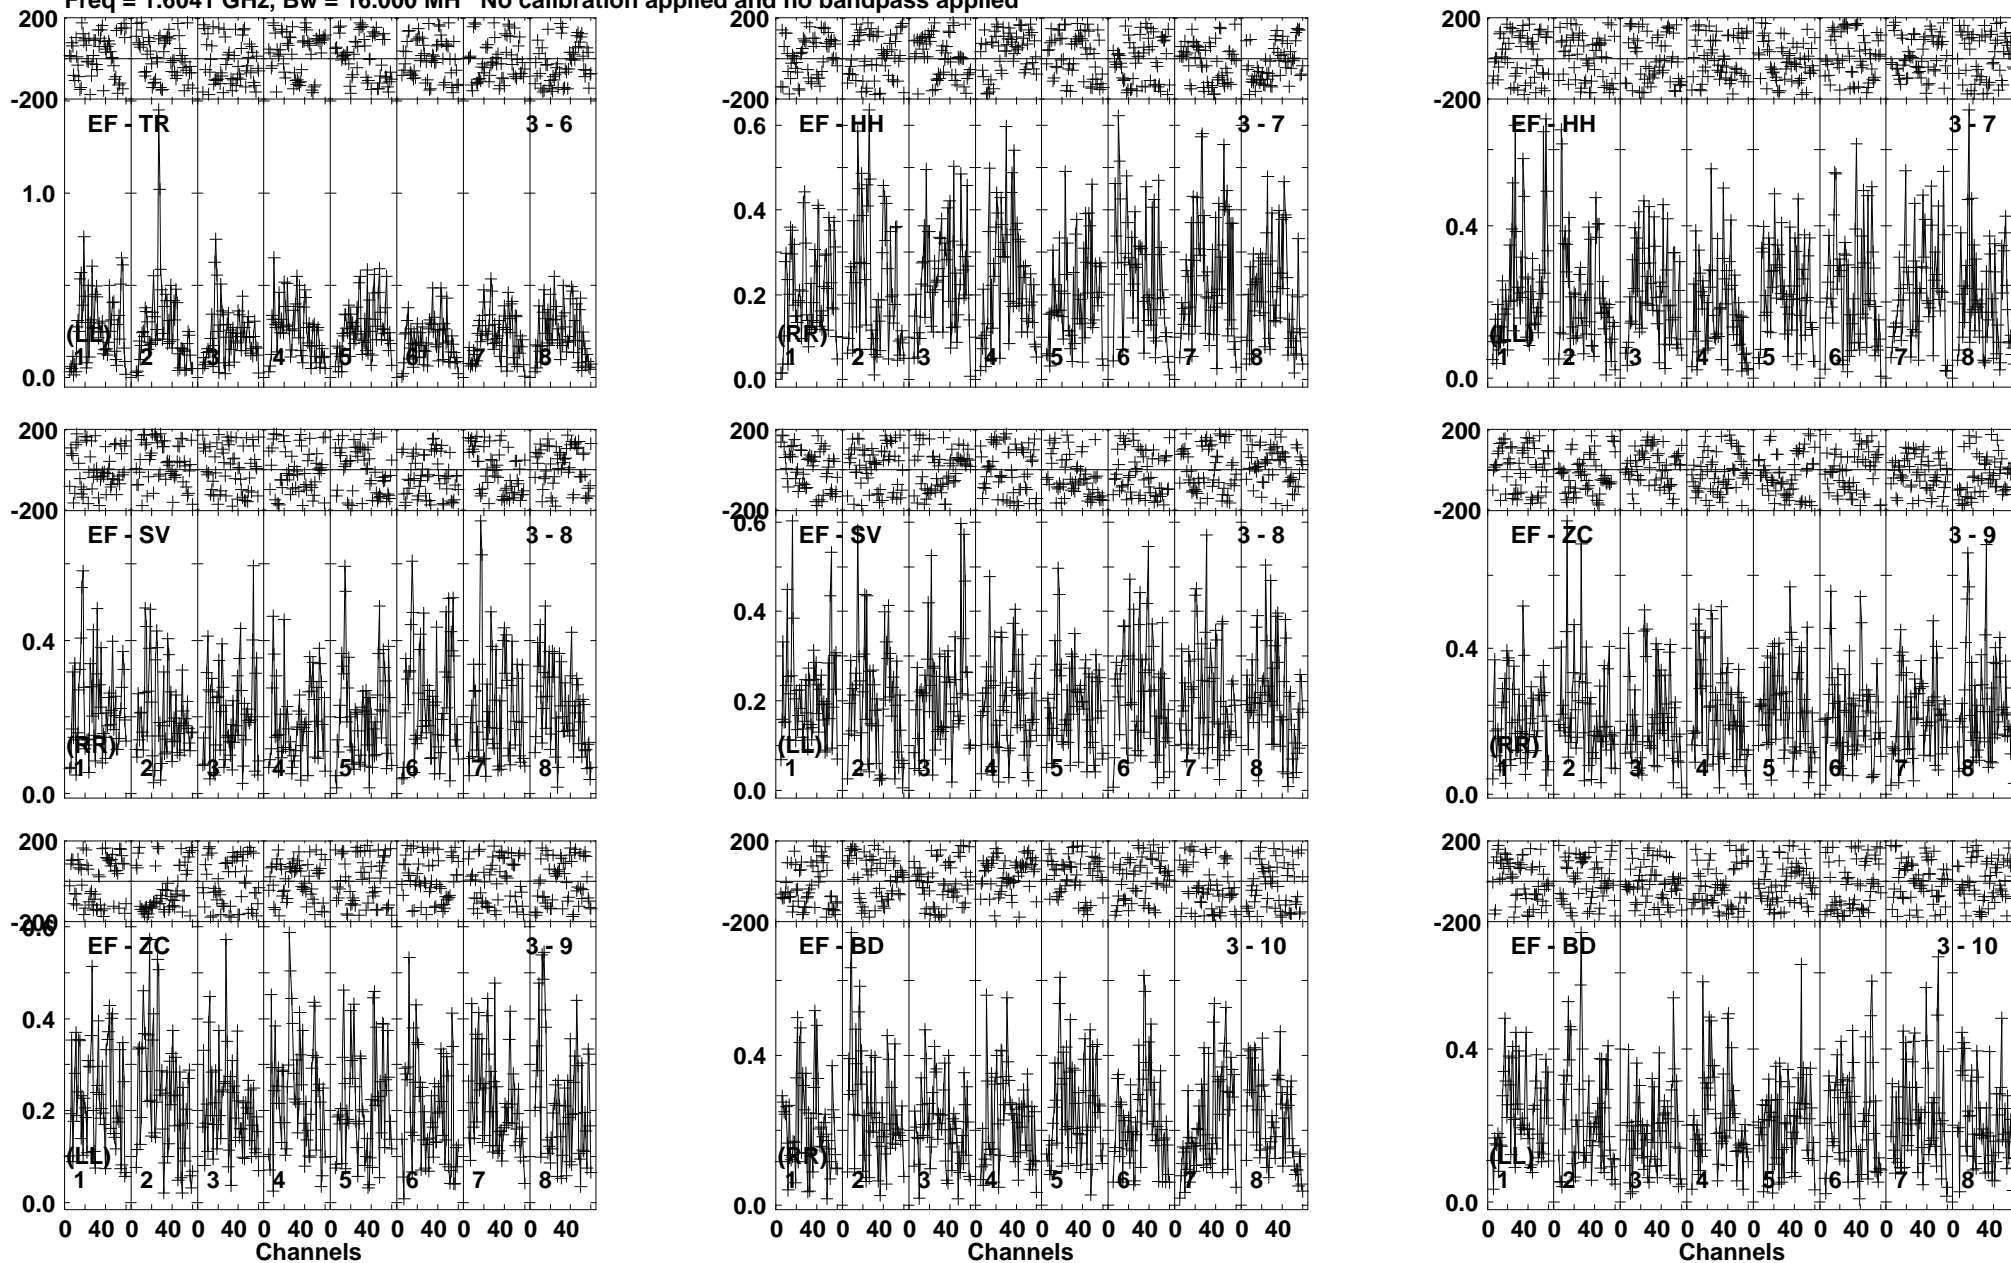 Freq = 1.6041 GHz, Bw = 16.000 MH No calibration applied and no bandpass applied
200 200 200
-200 -200 -200
EF - TR 3 - 6 EF - HH 3 - 7 EF - HH 3 - 7
0.6
1.0
0.4 0.4
0.2
(LL) (RR) (LL)
1 2 3 4 5 6 7 8 1 2 3 4 5 6 7 8 1 2 3 4 5 6 7 8
0.0 0.0 0.0
200 200 200
-200 -200 -200
0.6
EF - SV 3 - 8 EF - SV 3 - 8 EF - ZC 3 - 9
0.4 0.4 0.4
0.2
(RR) (LL) (RR)
1 2 3 4 5 6 7 8 1 2 3 4 5 6 7 8 1 2 3 4 5 6 7 8
0.0 0.0 0.0
200 200 200
-200 -200 -200
0.6
EF - ZC 3 - 9 EF - BD 3 - 10 EF - BD 3 - 10
0.4 0.4 0.4
0.2
(LL) (RR) (LL)
1 2 3 4 5 6 7 8 1 2 3 4 5 6 7 8 1 2 3 4 5 6 7 8
0.0 0.0 0.0
0 40 0 40 0 40 0 40 0 40 0 40 0 40 0 40 0 40 0 40 0 40 0 40 0 40 0 40 0 40 0 40 0 40 0 40 0 40 0 40 0 40 0 40 0 40 0 40
Channels Channels Channels